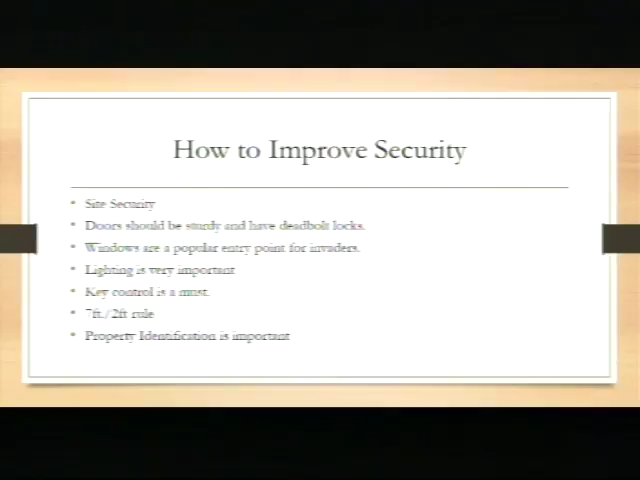 How to Improve Security
• Site Security
• Doors should be sturdy and have deadbolt locks.
• Windows are a popular entry point for invaders.
• Lighting is very important
• Key control is a must.
• 7ft./2ft rule
• Property Identification is important